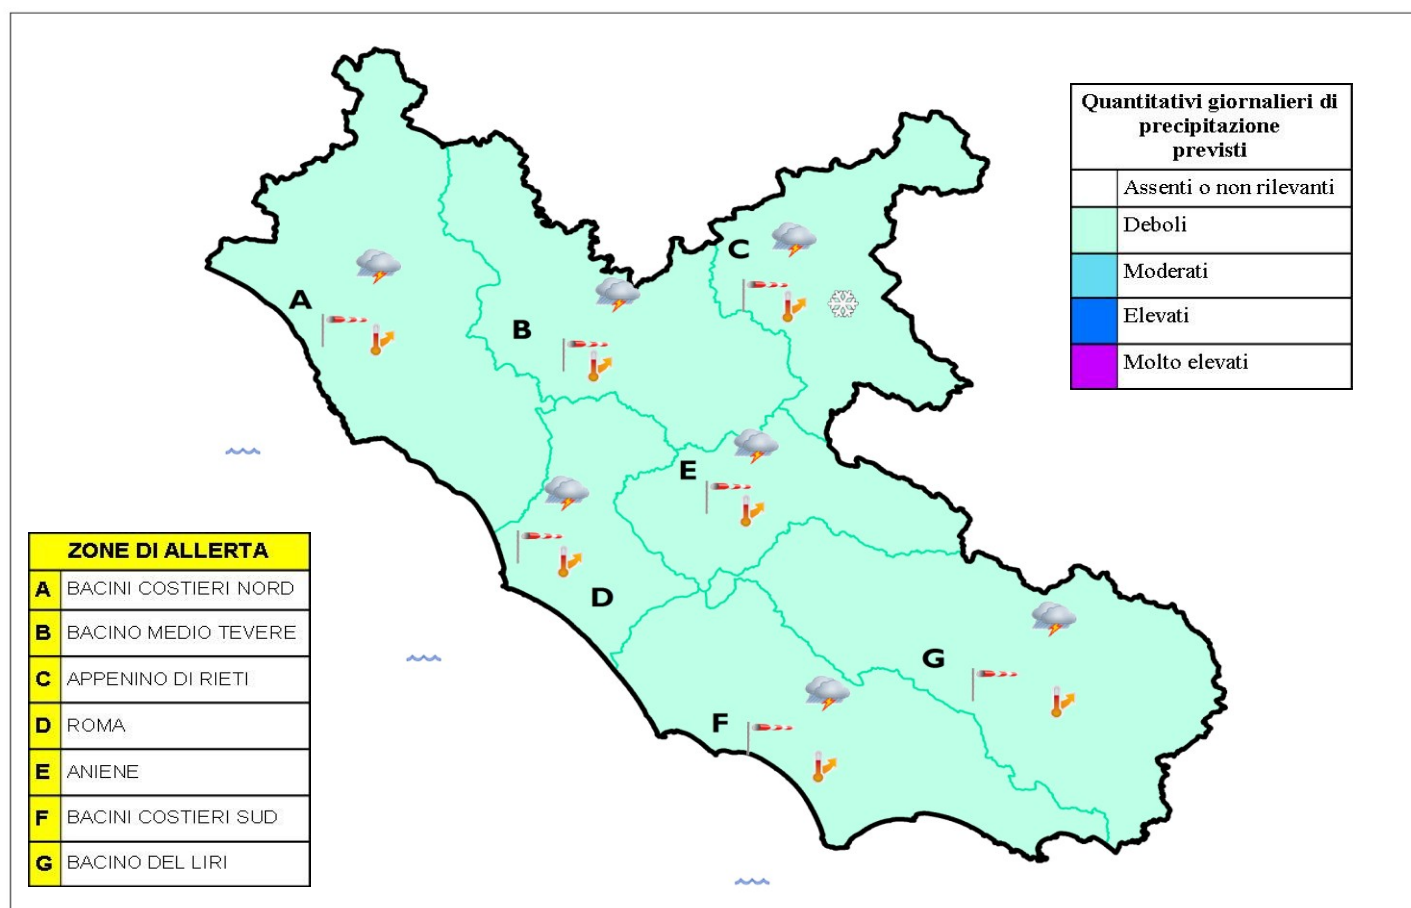 Quantitativi giornalieri di
precipitazione
previsti
Assenti o non rilevanti
Deboli
Moderati
Elevati
Molto elevati
C
A
B
E
D
G
F
ZONE DI ALLERTA
A BACINI COSTIERI NORD
B BACINO MEDIO TEVERE
C APPENINO DI RIETI
D ROMA
E ANIENE
F BACINI COSTIERI SUD
G BACINO DEL LIRI